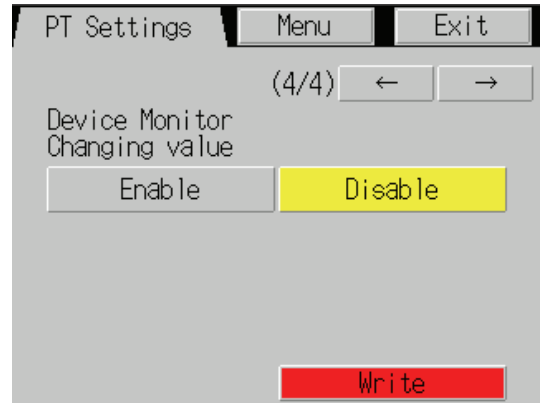 PT Settings Menu Exit
(4/4) ← →
Device Monitor
Changing value
Enable Disable
Write